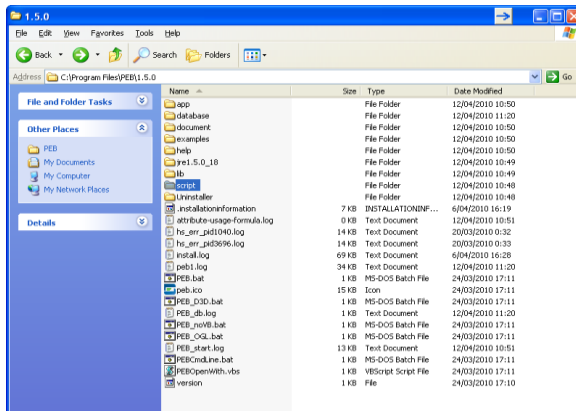 1.5.0
File Edit View Favorites Tools Help
Back Search Folders
Address C:\Program Files\PEB\1.5.0 Go
File and Folder Tasks
Other Places
PEB
My Documents
My Computer
My Network Places
Details
Name Size Type Date Modified
app File Folder 12/04/2010 10:50
database File Folder 12/04/2010 11:20
document File Folder 12/04/2010 10:50
examples File Folder 12/04/2010 10:50
help File Folder 12/04/2010 10:50
jre1.5.0_18 File Folder 12/04/2010 10:49
lib File Folder 12/04/2010 10:49
script File Folder 12/04/2010 10:48
Uninstaller File Folder 12/04/2010 10:48
.installationinformation 7 KB INSTALLATIONINF... 6/04/2010 16:19
attribute-usage-formula.log 0 KB Text Document 12/04/2010 10:51
hs_err_pid1040.log 14 KB Text Document 20/03/2010 0:32
hs_err_pid3696.log 14 KB Text Document 20/03/2010 0:33
install.log 69 KB Text Document 6/04/2010 16:28
peb1.log 34 KB Text Document 12/04/2010 11:20
PEB.bat 1 KB MS-DOS Batch File 24/03/2010 17:11
peb.ico 15 KB Icon 24/03/2010 17:11
PEB_D3D.bat 1 KB MS-DOS Batch File 24/03/2010 17:11
PEB_db.log 1 KB Text Document 12/04/2010 11:20
PEB_noVB.bat 1 KB MS-DOS Batch File 24/03/2010 17:11
PEB_OGL.bat 1 KB MS-DOS Batch File 24/03/2010 17:11
PEB_start.log 13 KB Text Document 12/04/2010 10:51
PEBCmdLine.bat 1 KB MS-DOS Batch File 24/03/2010 17:11
PEBOpenWith.vbs 1 KB VBScript Script File 24/03/2010 17:11
version 1 KB File 24/03/2010 17:10